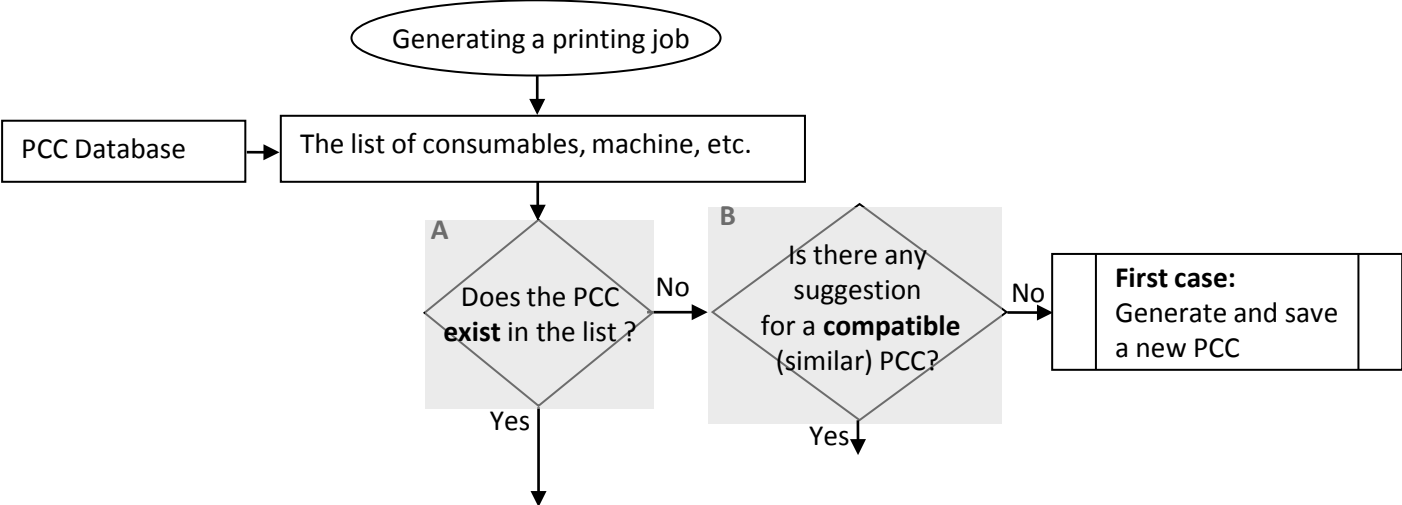 Generating a printing job
PCC Database
The list of consumables, machine, etc.
A
Does the PCC
exist in the list ?
No
Yes
B
Is there any
suggestion
for a compatible
(similar) PCC?
No
Yes
First case:
Generate and save
a new PCC